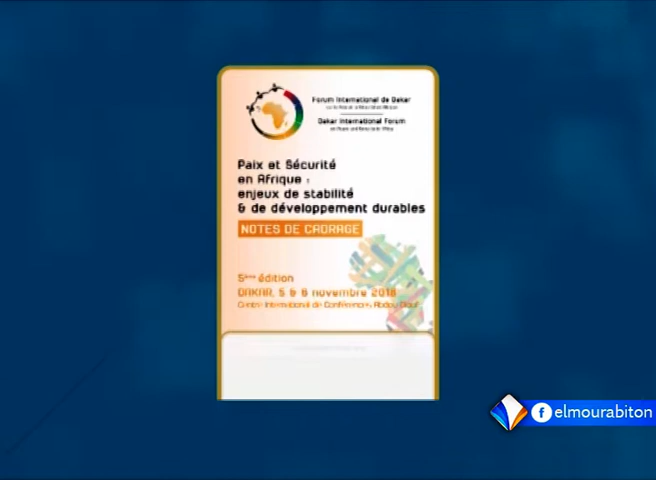 Forum International de Dakar
Dakar International Forum
Paix et Sécurité
en Afrique :
enjeux de stabilité
& de développement durables
NOTES DE CADRAGE
5ème édition
DAKAR, 5 & 6 novembre 2018
Centre International de Conférences Abdou Diouf
elmourabiton